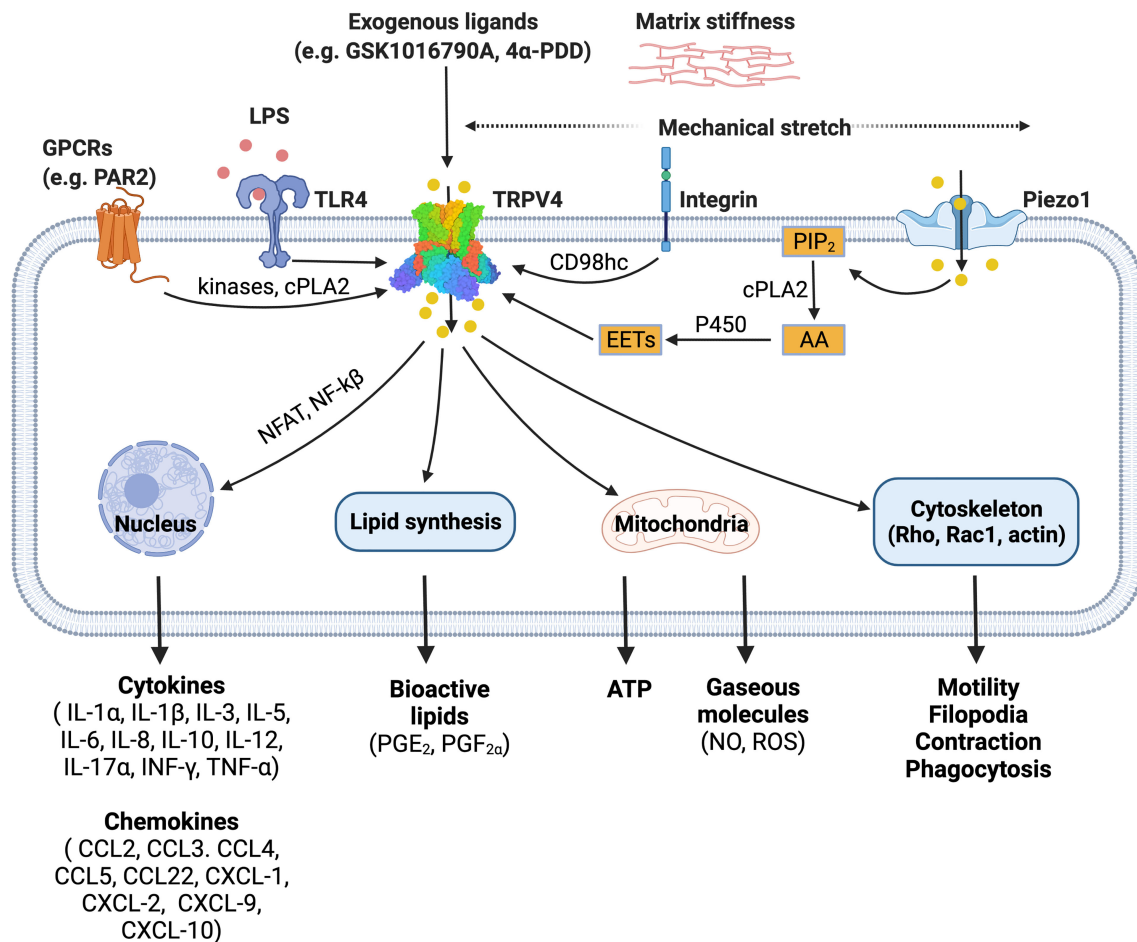 Exogenous ligands
(e.g. GSK1016790A, 4α-PDD)
Matrix stiffness
LPS
Mechanical stretch
GPCRs
(e.g. PAR2)
TLR4
TRPV4
Integrin
Piezo1
PIP₂
CD98hc
kinases, cPLA2
cPLA2
P450
EETs
AA
NFAT, NF-kβ
Nucleus
Lipid synthesis
Mitochondria
Cytoskeleton
(Rho, Rac1, actin)
Cytokines
( IL-1α, IL-1β, IL-3, IL-5,
IL-6, IL-8, IL-10, IL-12,
IL-17α, INF-γ, TNF-α)
Chemokines
( CCL2, CCL3. CCL4,
CCL5, CCL22, CXCL-1,
CXCL-2, CXCL-9,
CXCL-10)
Bioactive
lipids
(PGE₂, PGF₂α)
ATP
Gaseous
molecules
(NO, ROS)
Motility
Filopodia
Contraction
Phagocytosis